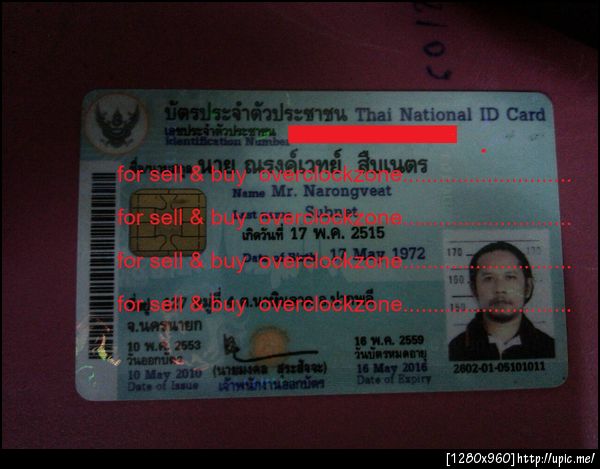 บัตรประจำตัวประชาชน Thai National ID Card
เลขประจำตัวประชาชน
Identification Number
นาย ณรงค์เวทย์ สืบเนตร
for sell & buy overclockzone
Name Mr. Narongveat
for sell & buy overclockzone
Last name Subnet
เกิดวันที่ 17 พ.ค. 2515
for sell & buy overclockzone
17 Mar 1972
for sell & buy overclockzone
จ.นครนายก
10 พ.ค. 2553
วันออกบัตร
10 May 2010
Date of Issue
เจ้าพนักงานออกบัตร
16 พ.ค. 2559
วันบัตรหมดอายุ
16 May 2016
Date of Expiry
170
160
150
2602-01-05101011
[1280x960]http://upic.me/